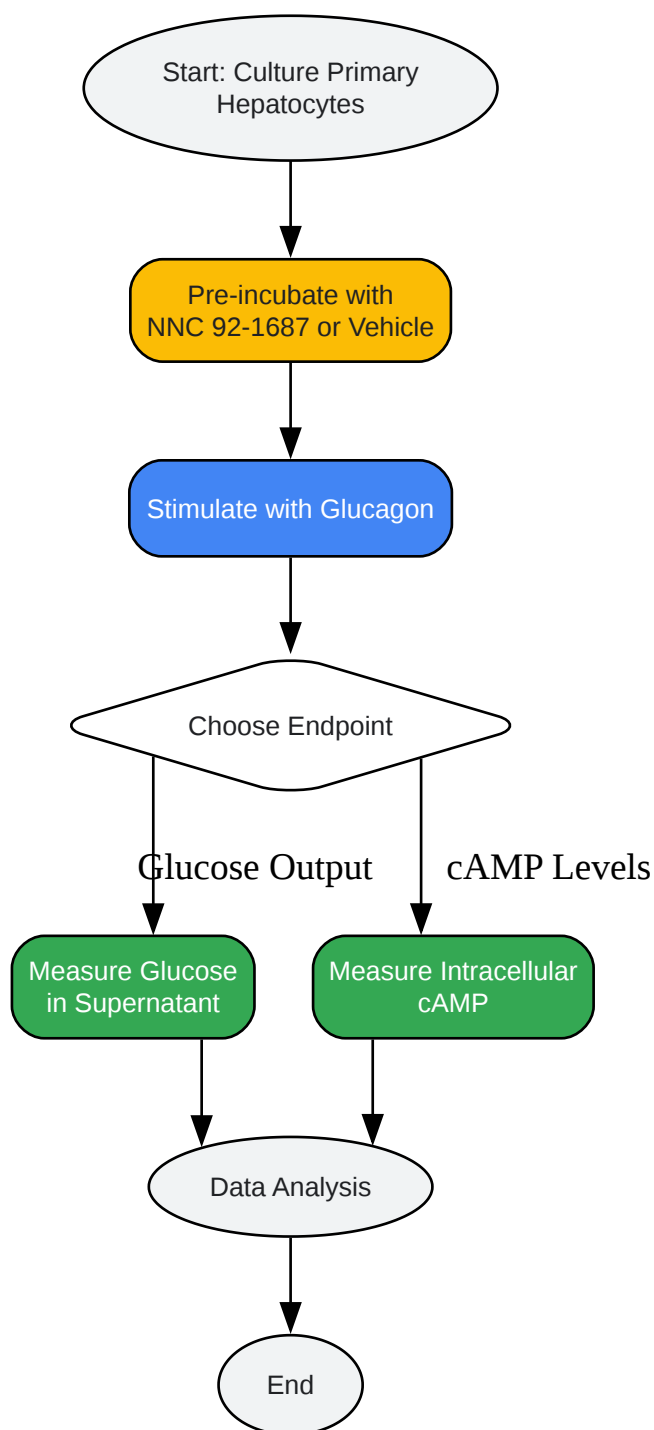 Start: Culture Primary
Hepatocytes
Pre-incubate with
NNC 92-1687 or Vehicle
Stimulate with Glucagon
Choose Endpoint
Glucose Output
cAMP Levels
Measure Glucose
in Supernatant
Measure Intracellular
cAMP
Data Analysis
End